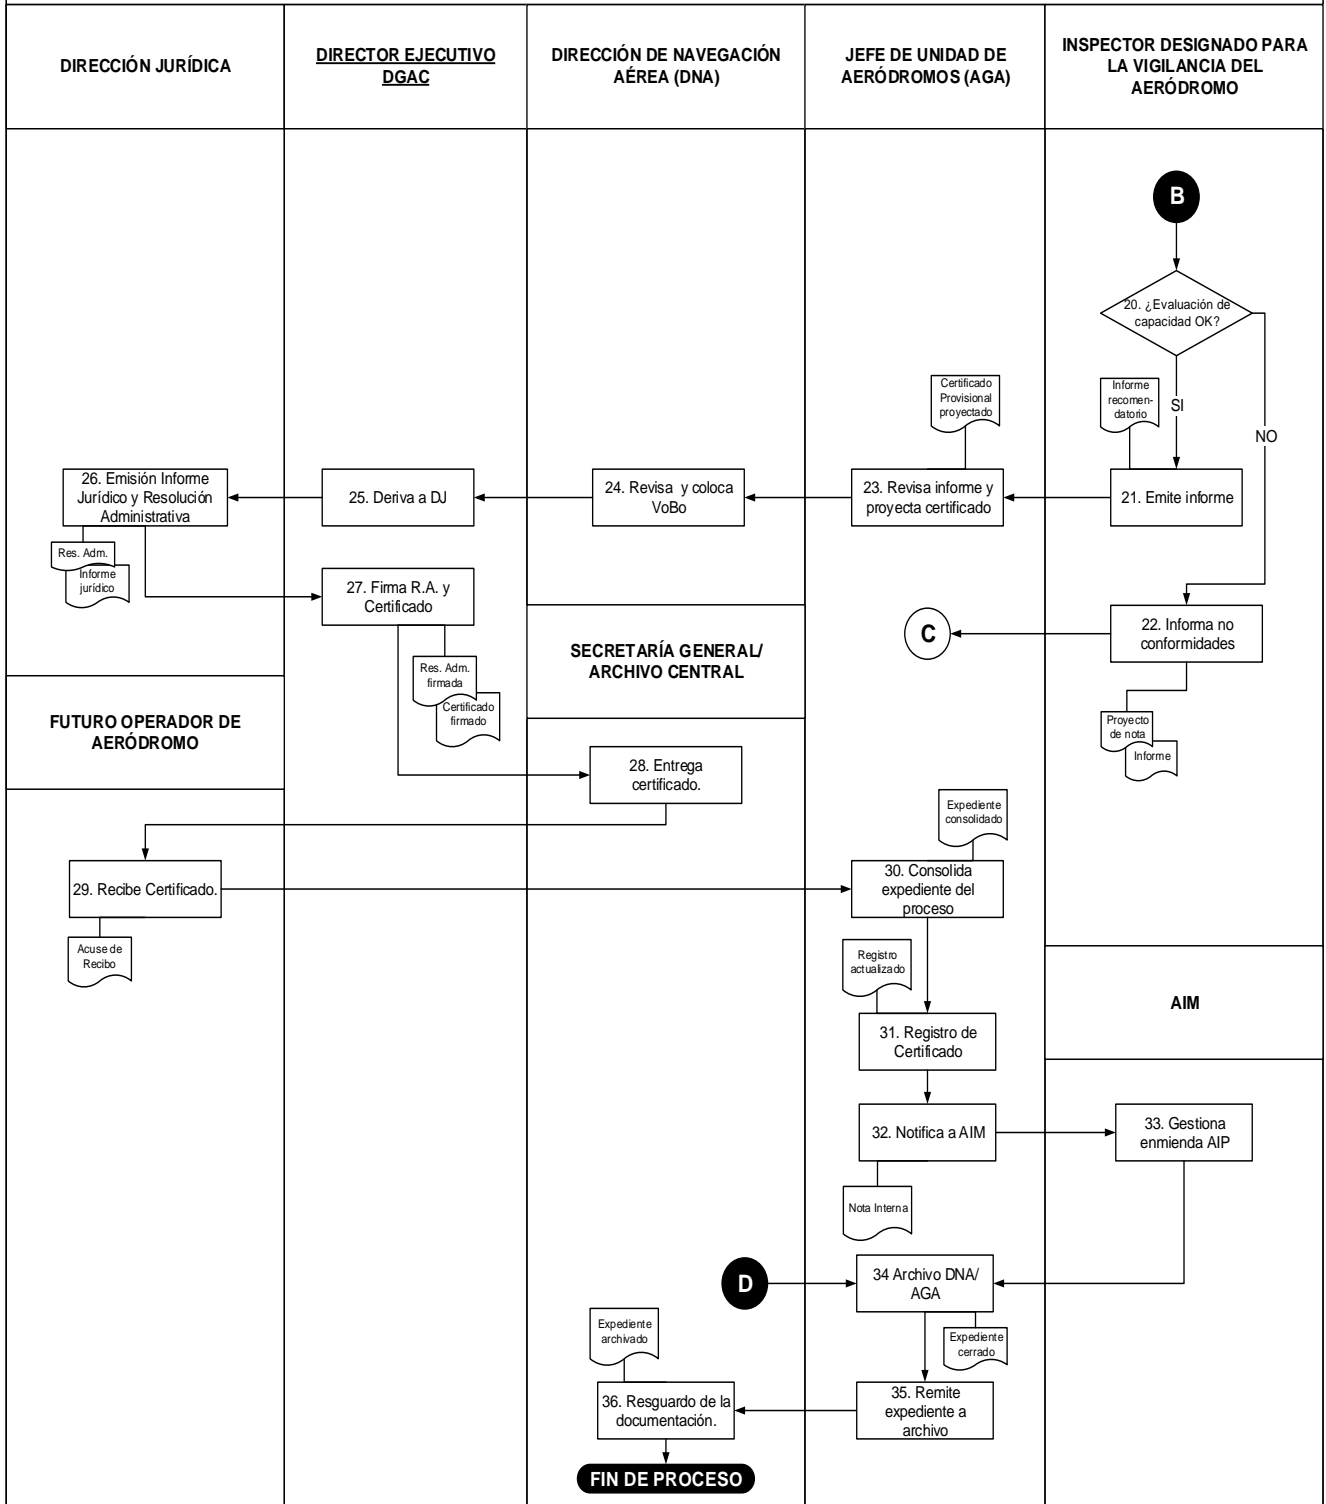 DIRECCIÓN JURÍDICA
DIRECTOR EJECUTIVO
DGAC
DIRECCIÓN DE NAVEGACIÓN
AÉREA (DNA)
JEFE DE UNIDAD DE
AERÓDROMOS (AGA)
INSPECTOR DESIGNADO PARA
LA VIGILANCIA DEL
AERÓDROMO
B
20. ¿Evaluación de
capacidad OK?
SI
NO
Informe
recomen-
datorio
21. Emite informe
Certificado
Provisional
proyectado
23. Revisa informe y
proyecta certificado
24. Revisa y coloca
VoBo
25. Deriva a DJ
26. Emisión Informe
Jurídico y Resolución
Administrativa
Res. Adm.
Informe
jurídico
27. Firma R.A. y
Certificado
Res. Adm.
firmada
Certificado
firmado
22. Informa no
conformidades
C
Proyecto
de nota
Informe
SECRETARÍA GENERAL/
ARCHIVO CENTRAL
FUTURO OPERADOR DE
AERÓDROMO
28. Entrega
certificado.
29. Recibe Certificado.
Acuse de
Recibo
Expediente
consolidado
30. Consolida
expediente del
proceso
Registro
actualizado
31. Registro de
Certificado
AIM
32. Notifica a AIM
Nota Interna
33. Gestiona
enmienda AIP
D
34 Archivo DNA/
AGA
Expediente
cerrado
35. Remite
expediente a
archivo
Expediente
archivado
36. Resguardo de la
documentación.
FIN DE PROCESO